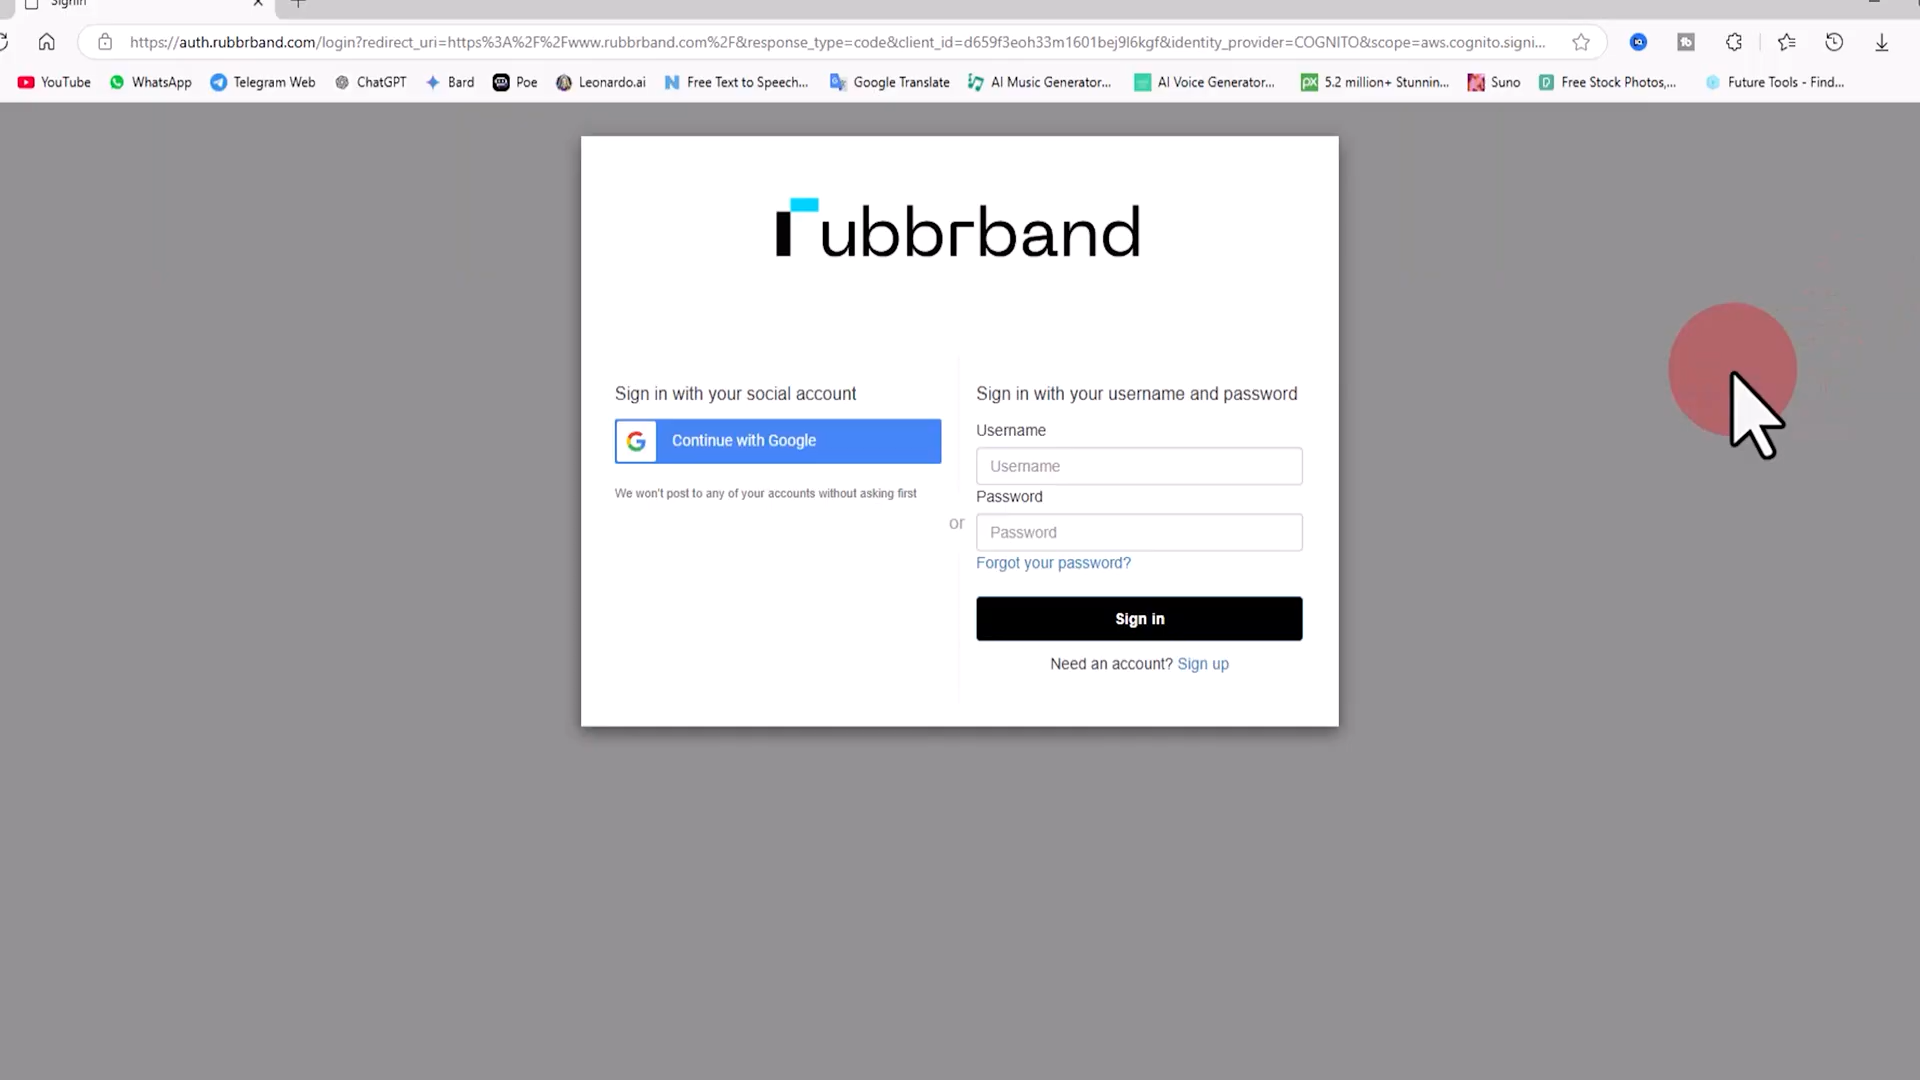 Signin
https://auth.rubbrband.com/login?redirect_uri=https%3A%2F%2Fwww.rubbrband.com%2F&response_type=code&client_id=d659f3eoh33m1601bej9l6kgf&identity_provider=COGNITO&scope=aws.cognito.signi...
YouTube WhatsApp Telegram Web ChatGPT Bard Poe Leonardo.ai Free Text to Speech... Google Translate AI Music Generator... AI Voice Generator... 5.2 million+ Stunnin... Suno Free Stock Photos,... Future Tools - Find...
rubbrband
Sign in with your social account
Continue with Google
We won't post to any of your accounts without asking first
or
Sign in with your username and password
Username
Username
Password
Password
Forgot your password?
Sign in
Need an account? Sign up